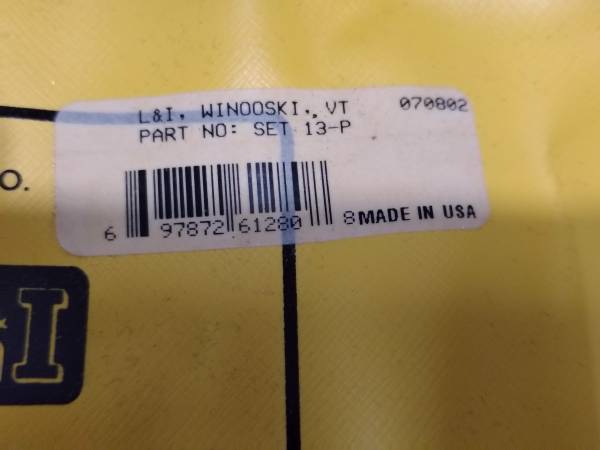 L&I. WINOOSKI., VT 070802
PART NO: SET 13-P
O.
6 97872 61280 8 MADE IN USA
I